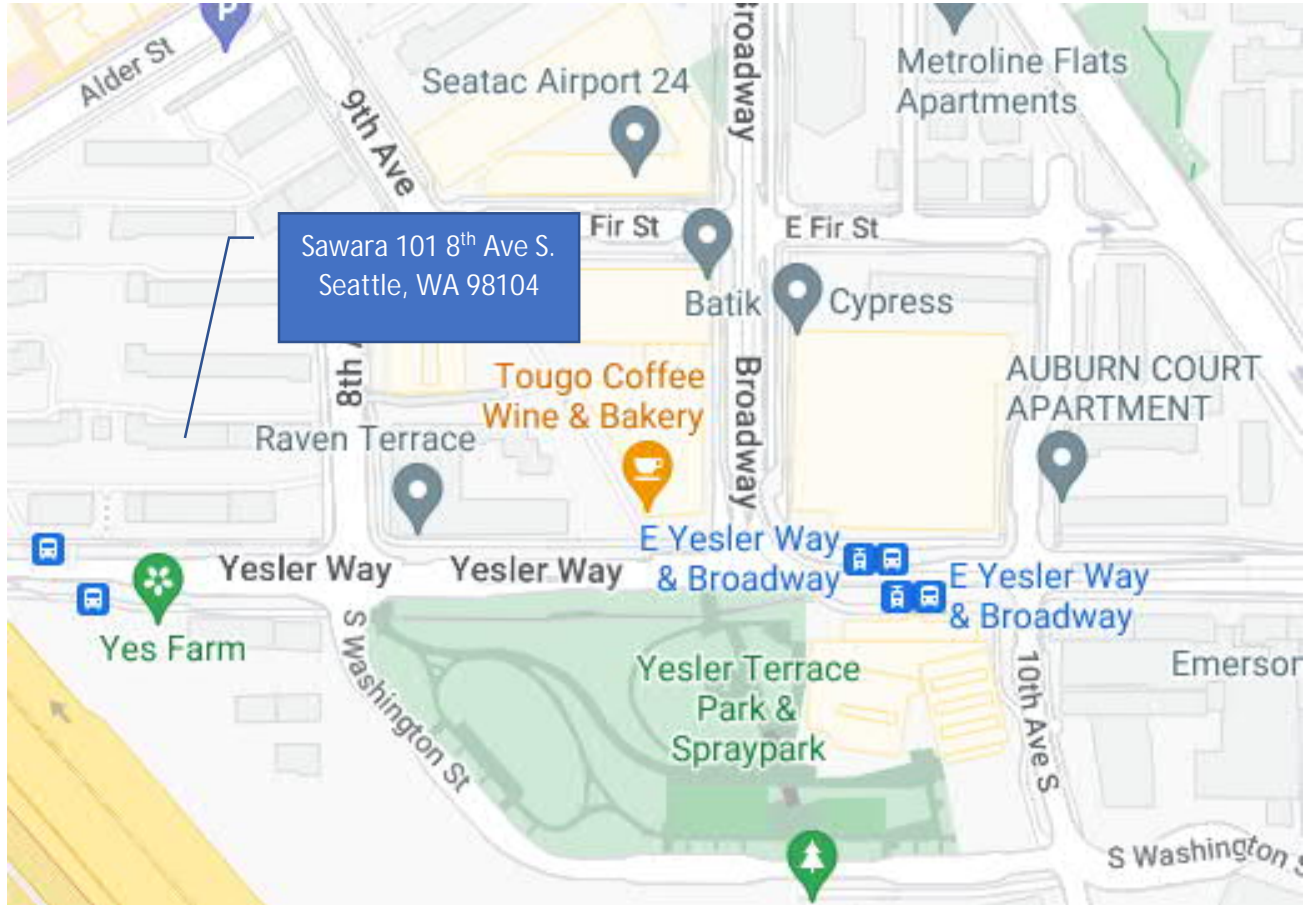 Broadway
P
Alder St
Metroline Flats
Apartments
Seatac Airport 24
9th Ave
Sawara 101 8th Ave S.
Seattle, WA 98104
Fir St
E Fir St
Batik
Cypress
8th
Broadway
Tougo Coffee
Wine & Bakery
AUBURN COURT
APARTMENT
Raven Terrace
Yesler Way
Yesler Way
E Yesler Way
& Broadway
E Yesler Way
& Broadway
Yes Farm
S Washington St
Yesler Terrace
Park &
Spraypark
10th Ave S
Emerson
S Washington S